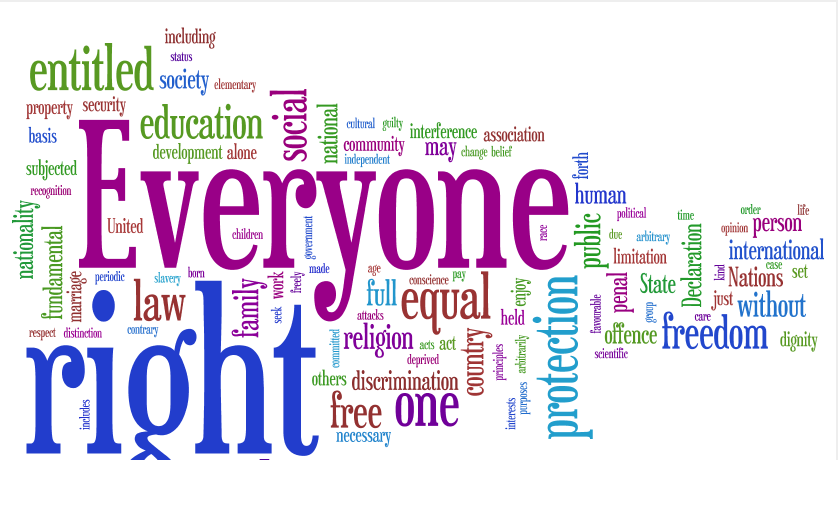 including
status
entitled
society
elementary
property
security
social
basis
education
national
cultural
guilty
interference
association
development
alone
community
may
change
belief
independent
subjected
recognition
Everyone
forth
human
nationality
United
children
government
race
public
political
time
order
life
due
arbitrary
opinion
person
fundamental
limitation
Declaration
international
periodic
slavery
born
made
age
conscience
pay
marriage
law
family
work
freely
full
equal
enjoy
protection
penal
State
kind
Nations
case
set
seek
attacks
held
favourable
group
just
without
care
respect
distinction
contrary
right
committed
religion
acts
act
country
principles
arbitrarily
offence
freedom
dignity
scientific
deprived
others
discrimination
includes
free
one
interests
purposes
necessary